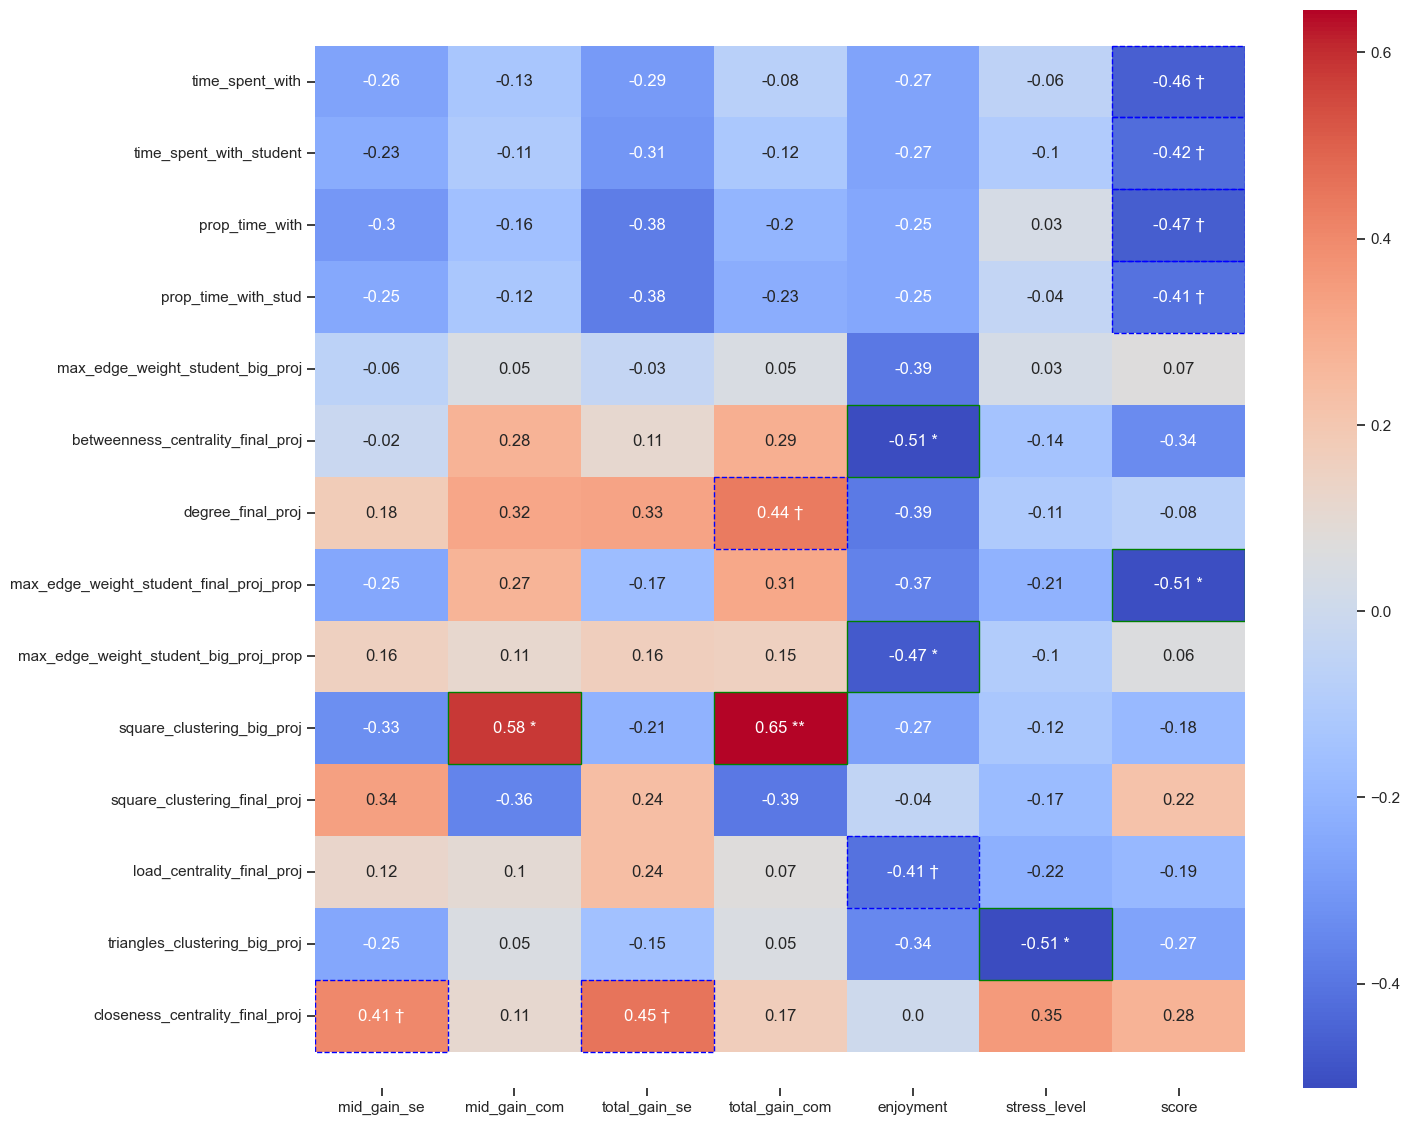 time_spent_with -0.26 -0.13 -0.29 -0.08 -0.27 -0.06 -0.46 †
time_spent_with_student -0.23 -0.11 -0.31 -0.12 -0.27 -0.1 -0.42 †
prop_time_with -0.3 -0.16 -0.38 -0.2 -0.25 0.03 -0.47 †
prop_time_with_stud -0.25 -0.12 -0.38 -0.23 -0.25 -0.04 -0.41 †
max_edge_weight_student_big_proj -0.06 0.05 -0.03 0.05 -0.39 0.03 0.07
betweenness_centrality_final_proj -0.02 0.28 0.11 0.29 -0.51 * -0.14 -0.34
degree_final_proj 0.18 0.32 0.33 0.44 † -0.39 -0.11 -0.08
max_edge_weight_student_final_proj_prop -0.25 0.27 -0.17 0.31 -0.37 -0.21 -0.51 *
max_edge_weight_student_big_proj_prop 0.16 0.11 0.16 0.15 -0.47 * -0.1 0.06
square_clustering_big_proj -0.33 0.58 * -0.21 0.65 ** -0.27 -0.12 -0.18
square_clustering_final_proj 0.34 -0.36 0.24 -0.39 -0.04 -0.17 0.22
load_centrality_final_proj 0.12 0.1 0.24 0.07 -0.41 † -0.22 -0.19
triangles_clustering_big_proj -0.25 0.05 -0.15 0.05 -0.34 -0.51 * -0.27
closeness_centrality_final_proj 0.41 † 0.11 0.45 † 0.17 0.0 0.35 0.28
mid_gain_se mid_gain_com total_gain_se total_gain_com enjoyment stress_level score
0.6
0.4
0.2
0.0
−0.2
−0.4